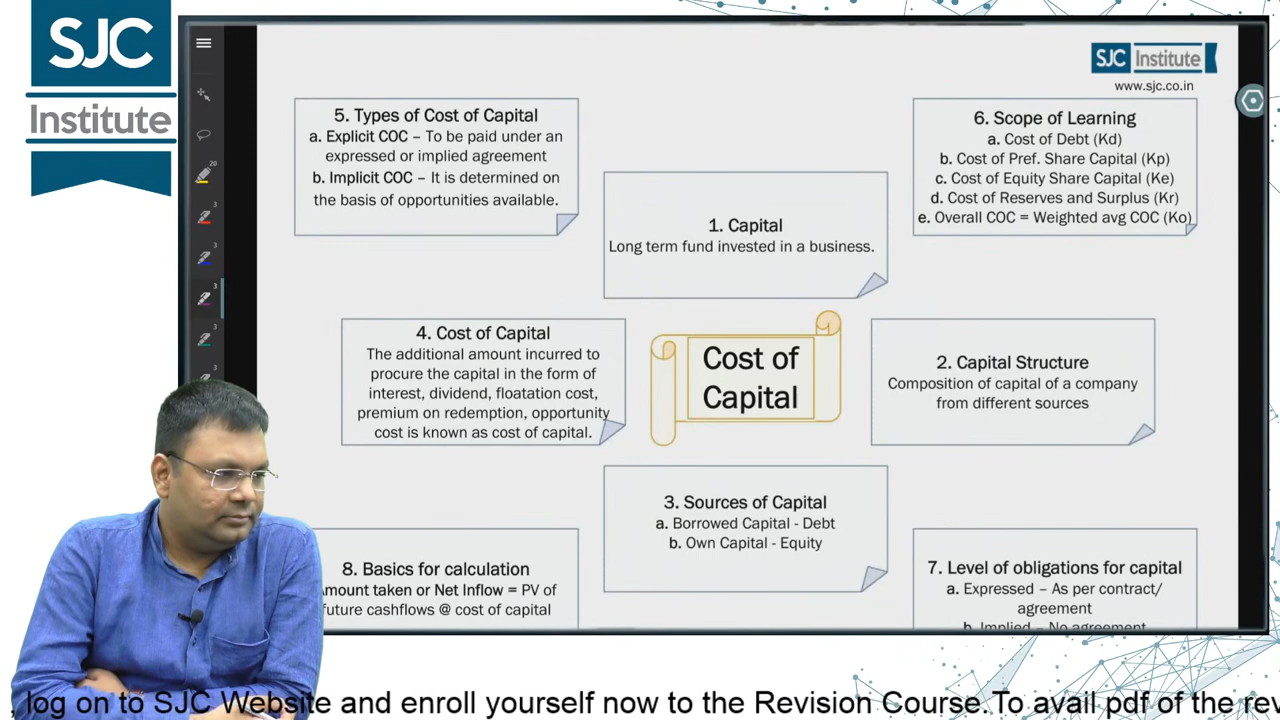 SJC
Institute
SJC Institute
www.sjc.co.in
5. Types of Cost of Capital
a. Explicit COC – To be paid under an
expressed or implied agreement
b. Implicit COC – It is determined on
the basis of opportunities available.
6. Scope of Learning
a. Cost of Debt (Kd)
b. Cost of Pref. Share Capital (Kp)
c. Cost of Equity Share Capital (Ke)
d. Cost of Reserves and Surplus (Kr)
e. Overall COC = Weighted avg COC (Ko)
1. Capital
Long term fund invested in a business.
4. Cost of Capital
The additional amount incurred to
procure the capital in the form of
interest, dividend, floatation cost,
premium on redemption, opportunity
cost is known as cost of capital.
Cost of
Capital
2. Capital Structure
Composition of capital of a company
from different sources
3. Sources of Capital
a. Borrowed Capital - Debt
b. Own Capital - Equity
8. Basics for calculation
Amount taken or Net Inflow = PV of
future cashflows @ cost of capital
7. Level of obligations for capital
a. Expressed – As per contract/
agreement
b. Implied – No agreement
20
3
3
3
3
3
, log on to SJC Website and enroll yourself now to the Revision Course.To avail pdf of the rev